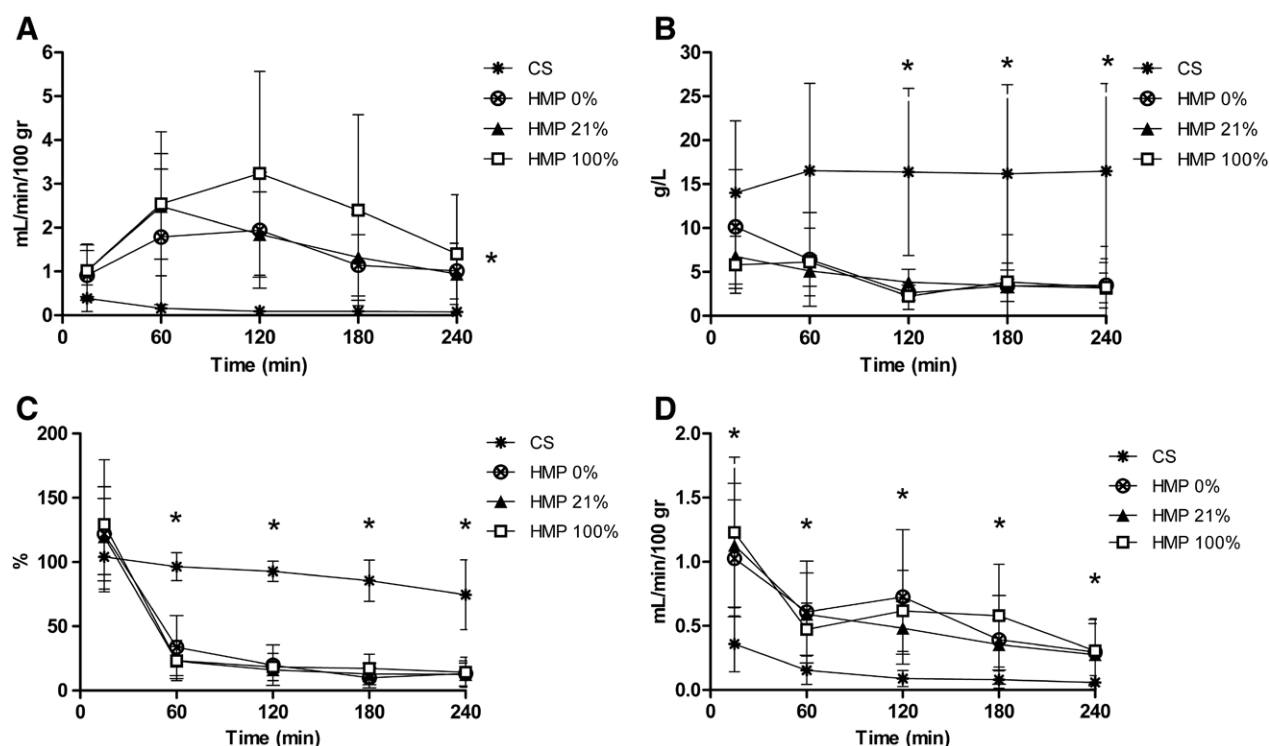 A
mL/min/100 gr
6
5
4
3
2
1
0
0 60 120 180 240
Time (min)
*
CS
HMP 0%
HMP 21%
HMP 100%
B
g/L
30
25
20
15
10
5
0
0 60 120 180 240
Time (min)
* * *
CS
HMP 0%
HMP 21%
HMP 100%
C
%
200
150
100
50
0
0 60 120 180 240
Time (min)
* * * *
CS
HMP 0%
HMP 21%
HMP 100%
D
mL/min/100 gr
2.0
1.5
1.0
0.5
0.0
0 60 120 180 240
Time (min)
* * * * *
CS
HMP 0%
HMP 21%
HMP 100%